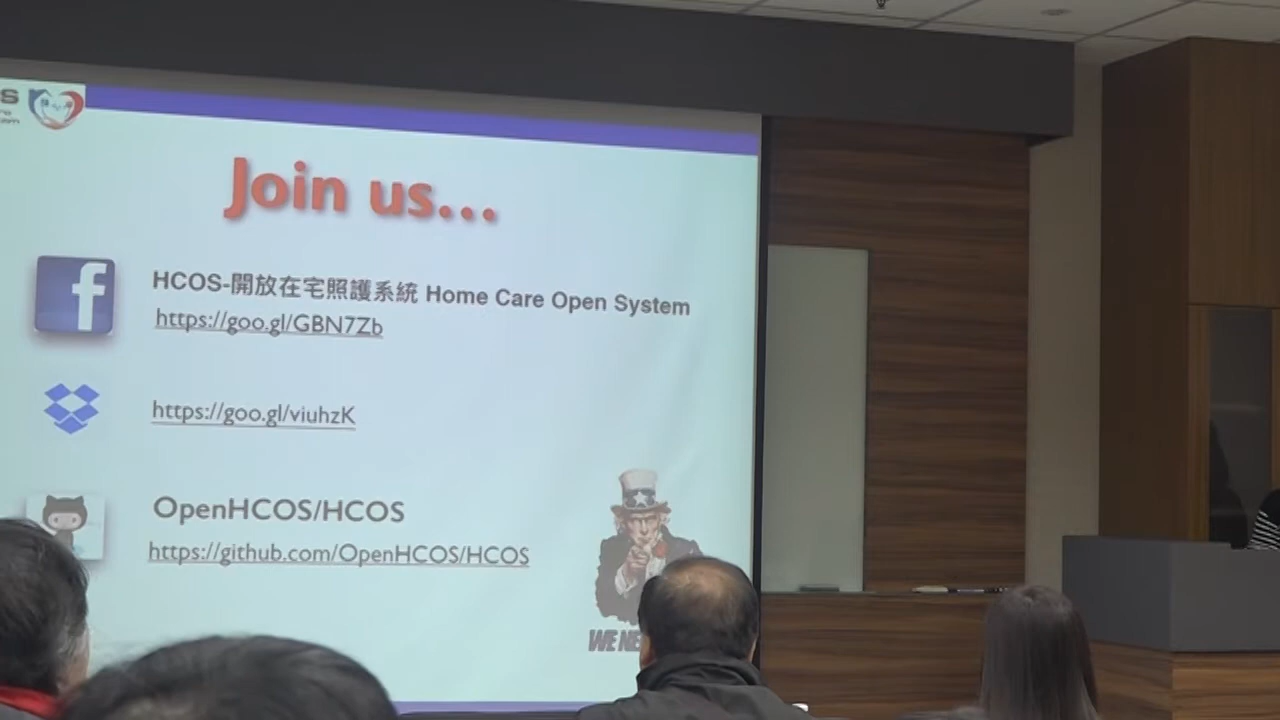 Join us...
HCOS-開放在宅照護系統 Home Care Open System
https://goo.gl/GBN7Zb
https://goo.gl/viuhzK
OpenHCOS/HCOS
https://github.com/OpenHCOS/HCOS
WE